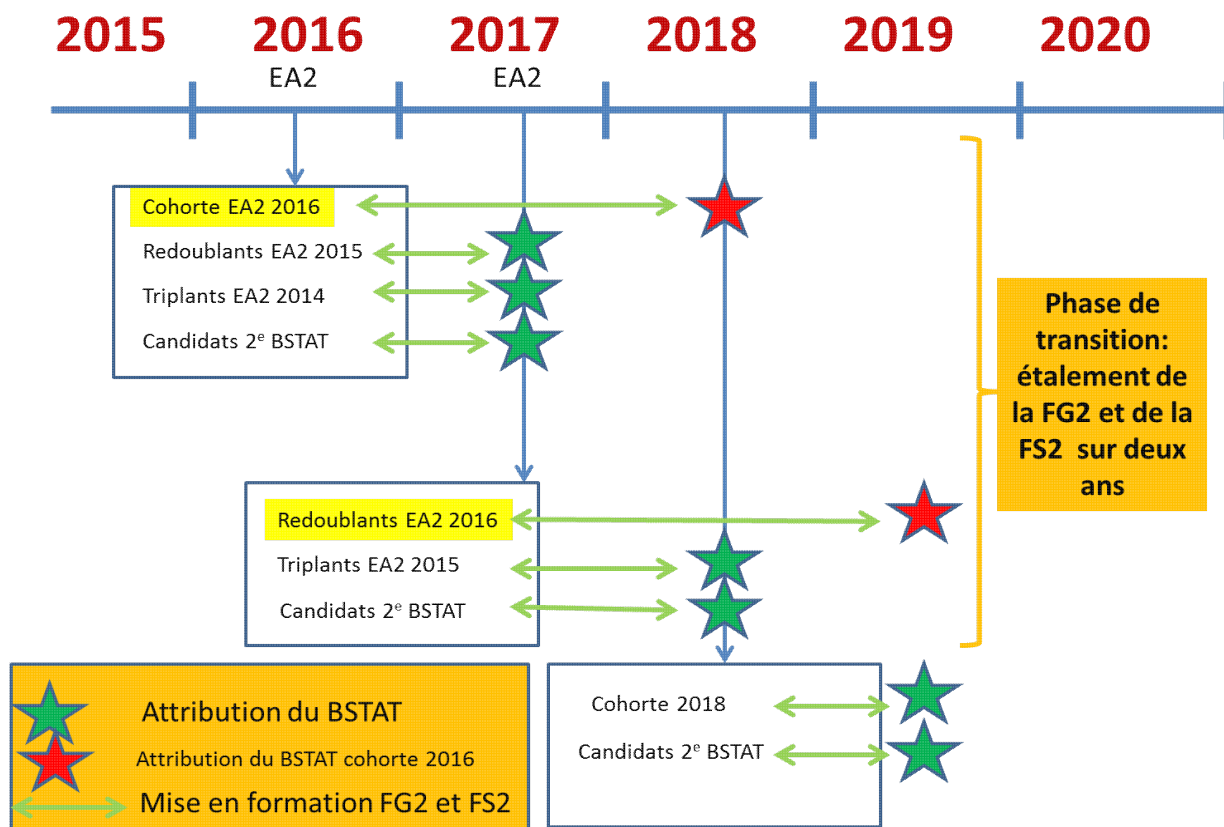 2015 2016 2017 2018 2019 2020
EA2 EA2
Cohorte EA2 2016
Redoublants EA2 2015
Triplants EA2 2014
Candidats 2e BSTAT
Phase de
transition:
étalement de
la FG2 et de la
FS2 sur deux
ans
Redoublants EA2 2016
Triplants EA2 2015
Candidats 2e BSTAT
Cohorte 2018
Candidats 2e BSTAT
Attribution du BSTAT
Attribution du BSTAT cohorte 2016
Mise en formation FG2 et FS2